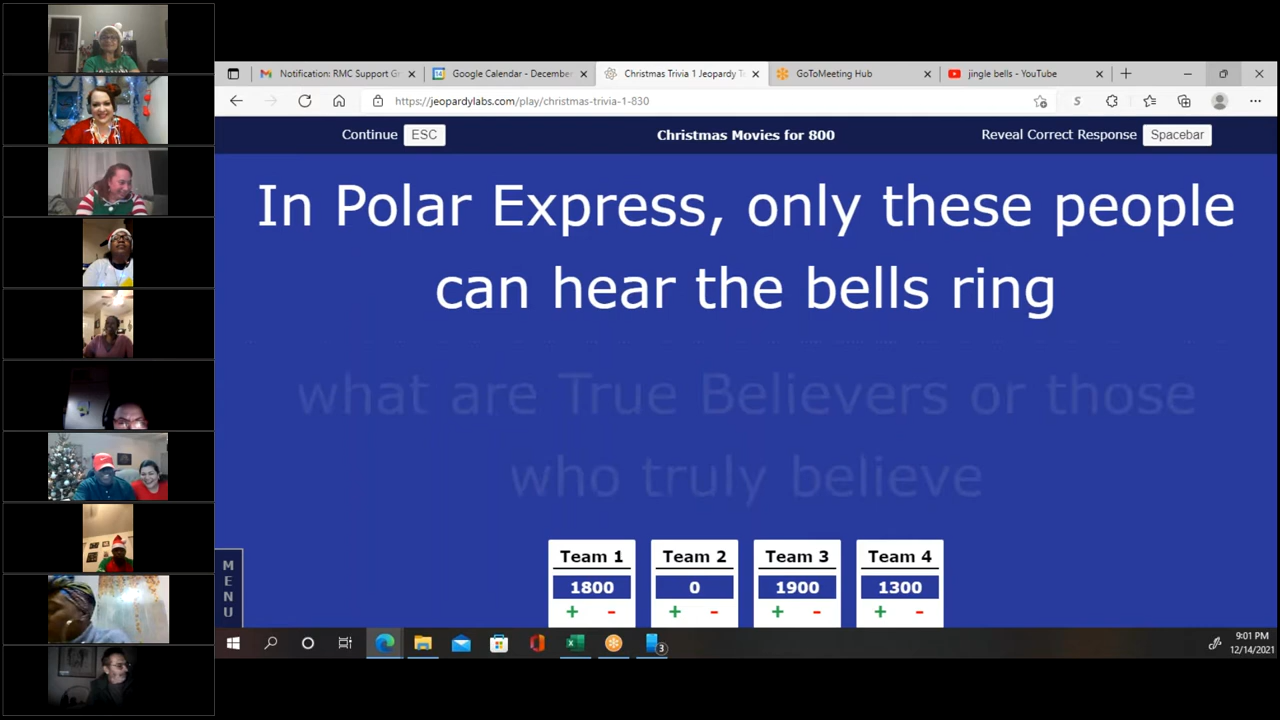 Notification: RMC Support Gr
Google Calendar - December
Christmas Trivia 1 Jeopardy Te
GoToMeeting Hub
jingle bells - YouTube
https://jeopardylabs.com/play/christmas-trivia-1-830
Continue ESC
Christmas Movies for 800
Reveal Correct Response Spacebar
In Polar Express, only these people
can hear the bells ring
what are True Believers or those
who truly believe
MENU
Team 1 Team 2 Team 3 Team 4
1800 0 1900 1300
+ - + - + - + -
3
9:01 PM
12/14/2021